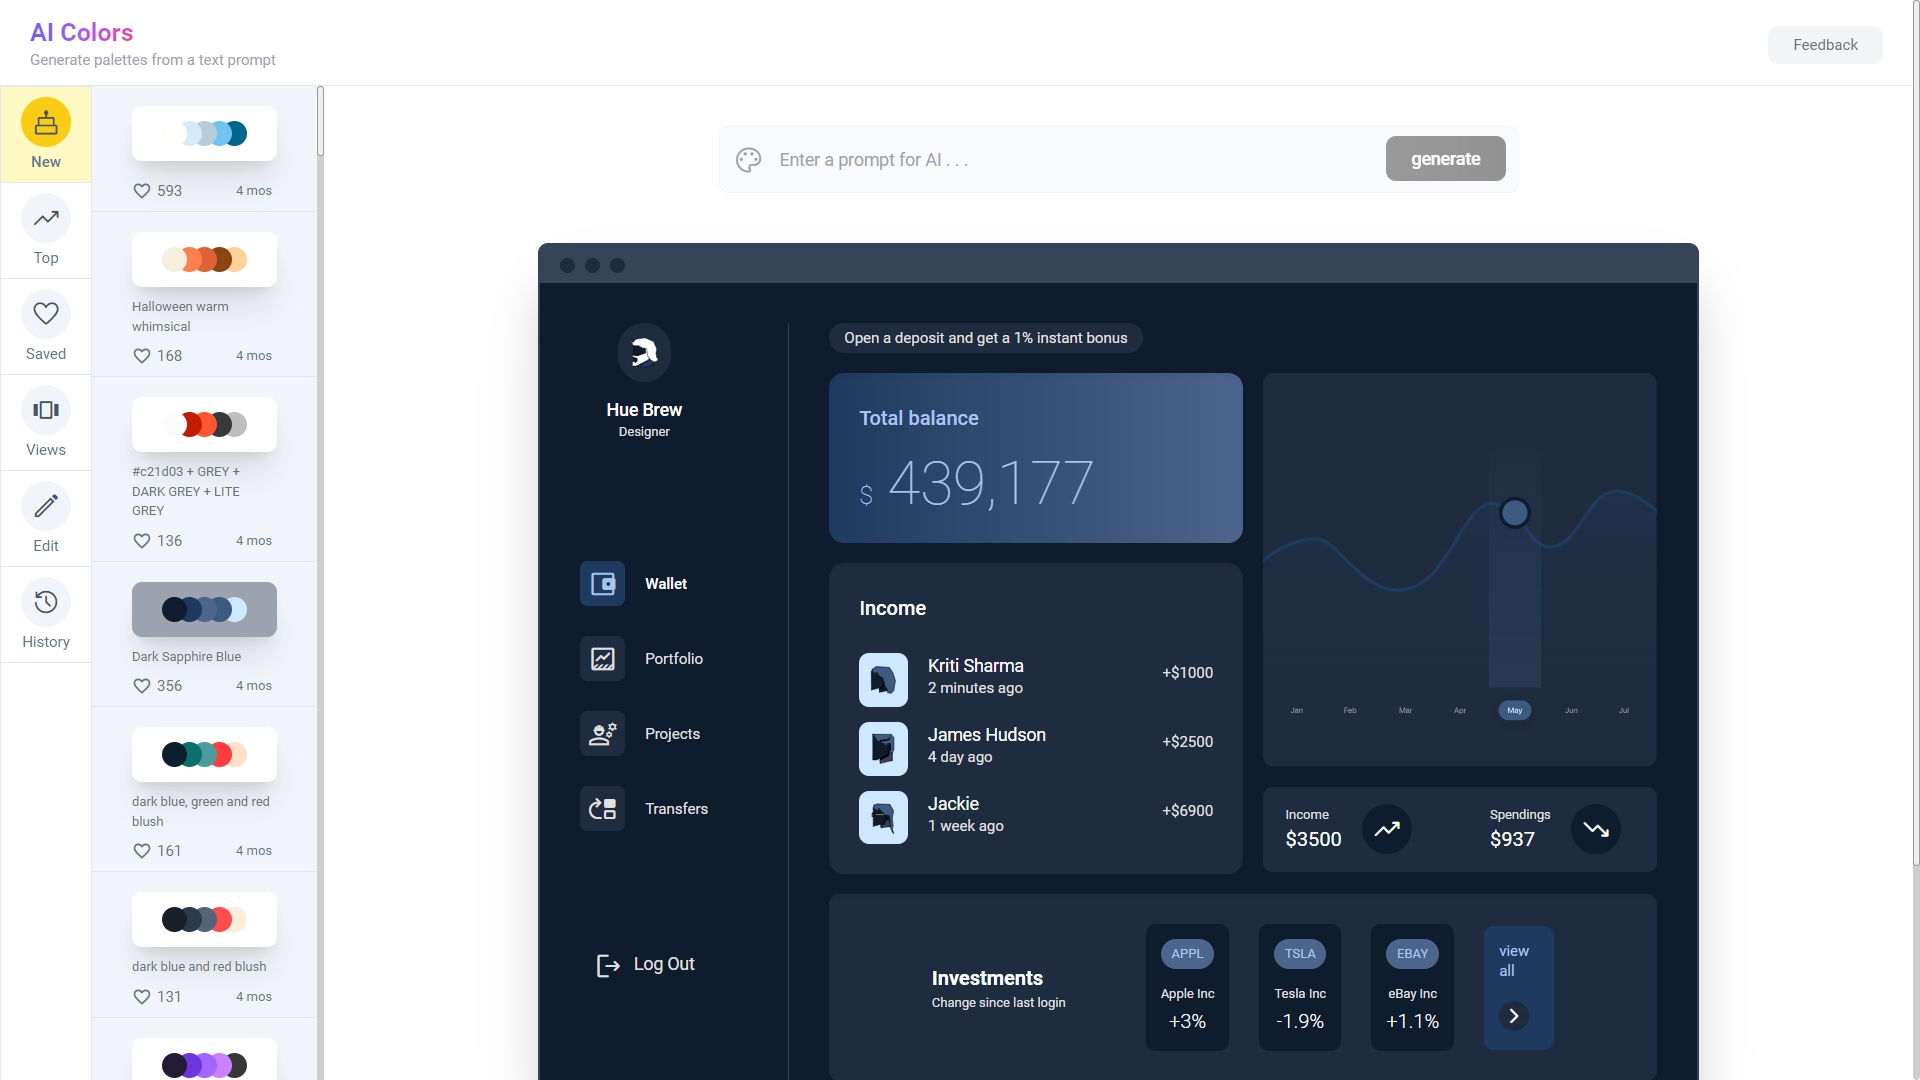 AI Colors
Generate palettes from a text prompt
Feedback
New
Top
Saved
Views
Edit
History
593 4 mos
Halloween warm
whimsical
168 4 mos
#c21d03 + GREY +
DARK GREY + LITE
GREY
136 4 mos
Dark Sapphire Blue
356 4 mos
dark blue, green and red
blush
161 4 mos
dark blue and red blush
131 4 mos
Enter a prompt for AI . . .
generate
Hue Brew
Designer
Wallet
Portfolio
Projects
Transfers
Log Out
Open a deposit and get a 1% instant bonus
Total balance
$ 439,177
Income
Kriti Sharma
2 minutes ago
+$1000
James Hudson
4 day ago
+$2500
Jackie
1 week ago
+$6900
Jan Feb Mar Apr May Jun Jul
Income
$3500
Spendings
$937
Investments
Change since last login
APPL
Apple Inc
+3%
TSLA
Tesla Inc
-1.9%
EBAY
eBay Inc
+1.1%
view
all